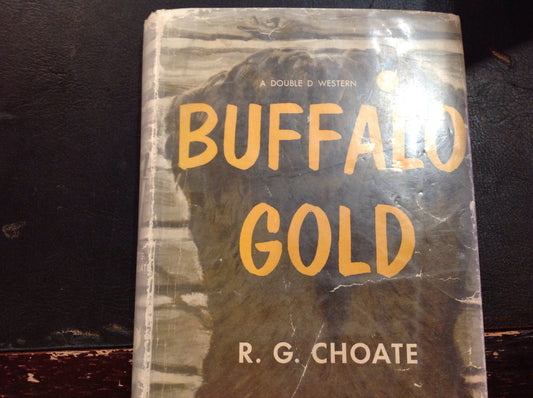 A DOUBLE D WESTERN
BUFFALO
GOLD
R. G. CHOATE